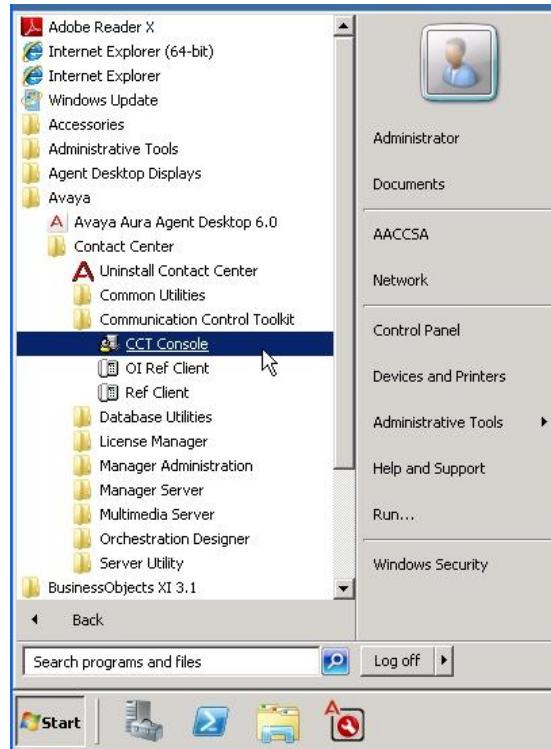 Adobe Reader X
Internet Explorer (64-bit)
Internet Explorer
Windows Update
Accessories
Administrative Tools
Agent Desktop Displays
Avaya
Avaya Aura Agent Desktop 6.0
Contact Center
Uninstall Contact Center
Common Utilities
Communication Control Toolkit
CCT Console
OI Ref Client
Ref Client
Database Utilities
License Manager
Manager Administration
Manager Server
Multimedia Server
Orchestration Designer
Server Utility
BusinessObjects XI 3.1
Back
Search programs and files
Administrator
Documents
AACCSA
Network
Control Panel
Devices and Printers
Administrative Tools
Help and Support
Run...
Windows Security
Log off
Start